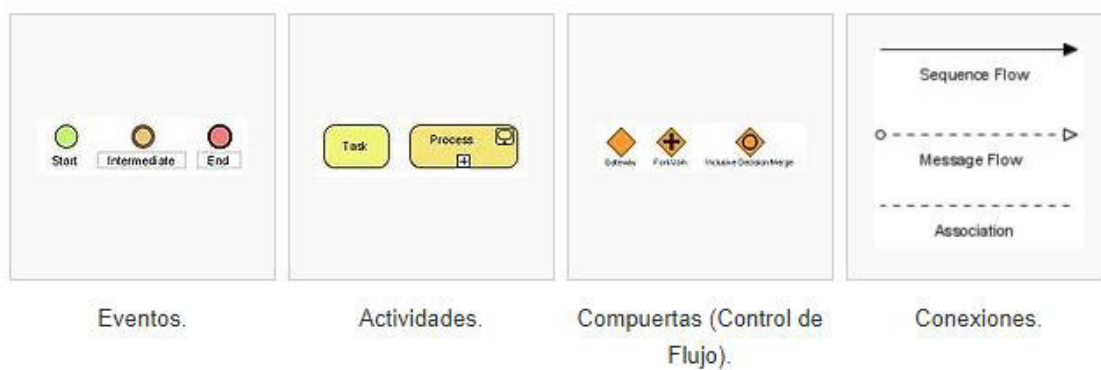 Start
Intermediate
End
Task
Process
Gateway
Fork/Join
Inclusive Decision/Merge
Sequence Flow
Message Flow
Association
Eventos.
Actividades.
Compuertas (Control de
Flujo).
Conexiones.